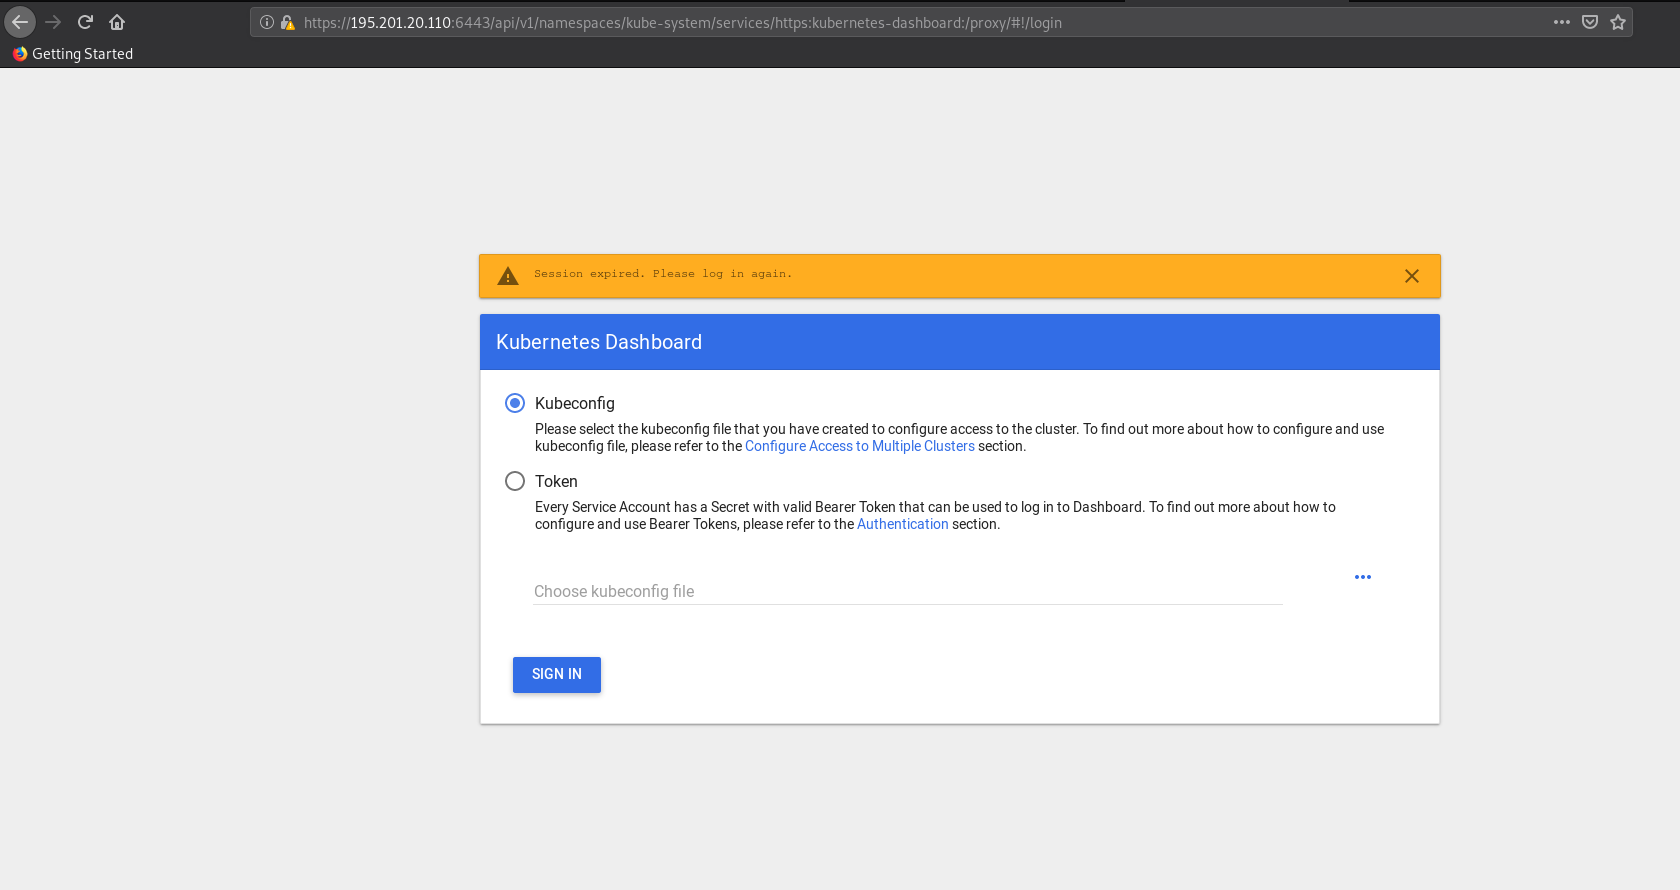 https://195.201.20.110:6443/api/v1/namespaces/kube-system/services/https:kubernetes-dashboard:/proxy/#!/login
Getting Started
Session expired. Please log in again.
Kubernetes Dashboard
Kubeconfig
Please select the kubeconfig file that you have created to configure access to the cluster. To find out more about how to configure and use
kubeconfig file, please refer to the Configure Access to Multiple Clusters section.
Token
Every Service Account has a Secret with valid Bearer Token that can be used to log in to Dashboard. To find out more about how to
configure and use Bearer Tokens, please refer to the Authentication section.
Choose kubeconfig file
SIGN IN